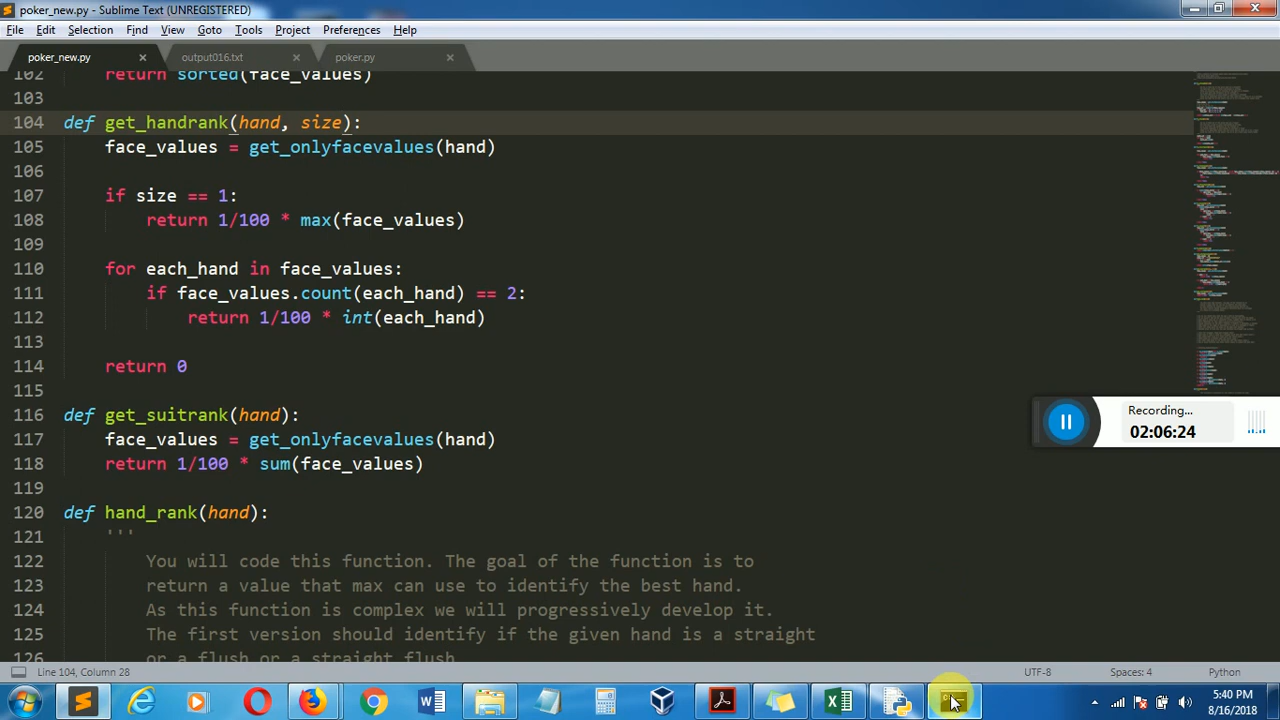 poker_new.py - Sublime Text (UNREGISTERED)
File Edit Selection Find View Goto Tools Project Preferences Help
poker_new.py output016.txt poker.py
102 return sorted(face_values)
103
104 def get_handrank(hand, size):
105 face_values = get_onlyfacevalues(hand)
106
107 if size == 1:
108 return 1/100 * max(face_values)
109
110 for each_hand in face_values:
111 if face_values.count(each_hand) == 2:
112 return 1/100 * int(each_hand)
113
114 return 0
115
116 def get_suitrank(hand):
117 face_values = get_onlyfacevalues(hand)
118 return 1/100 * sum(face_values)
119
120 def hand_rank(hand):
121 '''
122 You will code this function. The goal of the function is to
123 return a value that max can use to identify the best hand.
124 As this function is complex we will progressively develop it.
125 The first version should identify if the given hand is a straight
126 or a flush or a straight flush
Recording...
02:06:24
Line 104, Column 28 UTF-8 Spaces: 4 Python
5:40 PM
8/16/2018